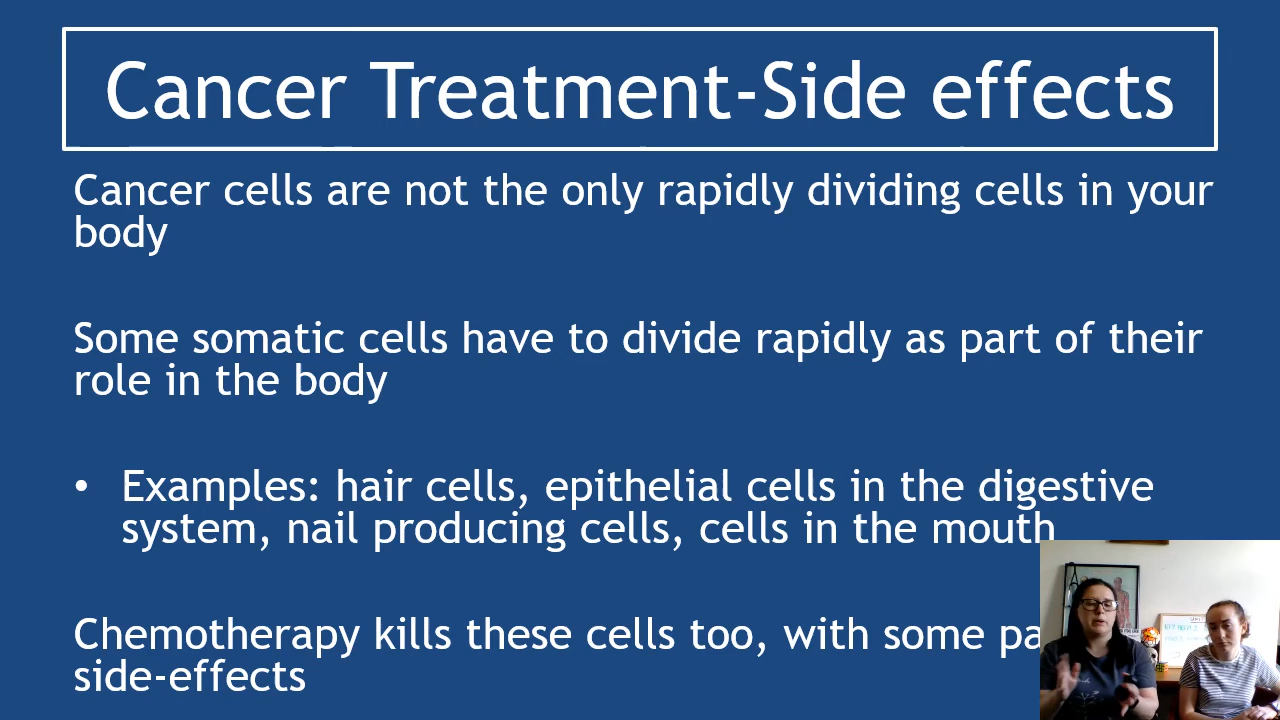 Cancer Treatment-Side effects
Cancer cells are not the only rapidly dividing cells in your
body
Some somatic cells have to divide rapidly as part of their
role in the body
• Examples: hair cells, epithelial cells in the digestive
system, nail producing cells, cells in the mouth
Chemotherapy kills these cells too, with some
side-effects